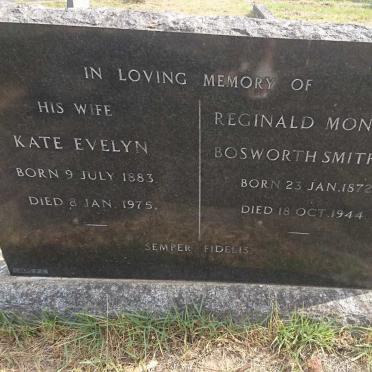 IN LOVING MEMORY OF
HIS WIFE
KATE EVELYN
BORN 9 JULY 1883.
DIED 8 JAN. 1975.
REGINALD MON
BOSWORTH SMITH
BORN 23 JAN. 1872
DIED 18 OCT. 1944.
SEMPER FIDELIS